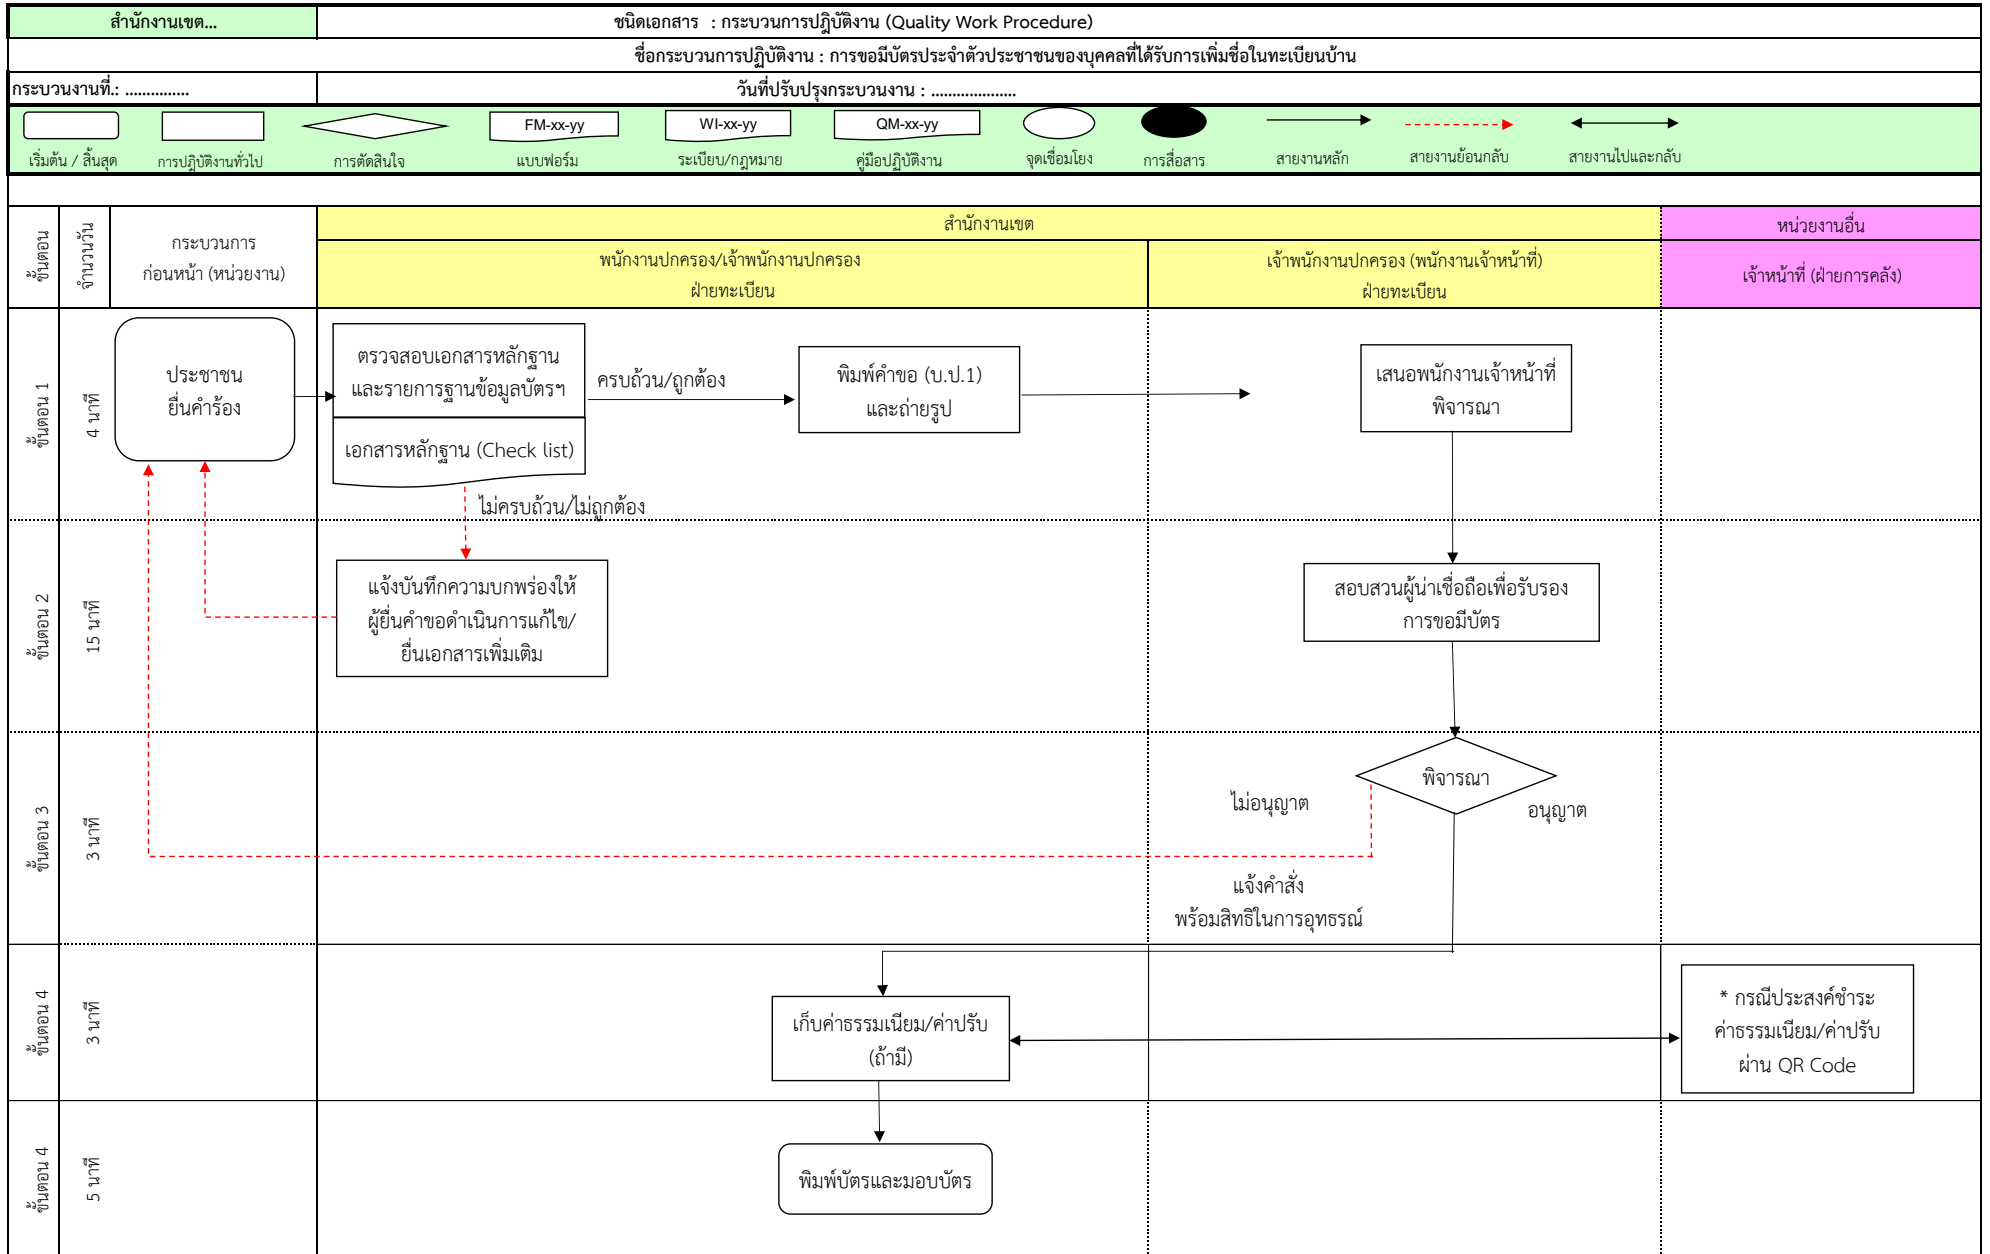 สำนักงานเขต...
ชนิดเอกสาร : กระบวนการปฎิบัติงาน (Quality Work Procedure)
ชื่อกระบวนการปฏิบัติงาน : การขอมีบัตรประจำตัวประชาชนของบุคคลที่ได้รับการเพิ่มชื่อในทะเบียนบ้าน
กระบวนงานที่.: ...............
วันที่ปรับปรุงกระบวนงาน : ....................
FM-xx-yy
WI-xx-yy
QM-xx-yy
เริ่มต้น / สิ้นสุด
การปฏิบัติงานทั่วไป
การตัดสินใจ
แบบฟอร์ม
ระเบียบ/กฎหมาย
คู่มือปฏิบัติงาน
จุดเชื่อมโยง
การสื่อสาร
สายงานหลัก
สายงานย้อนกลับ
สายงานไปและกลับ
ขั้นตอน
จำนวนวัน
กระบวนการ
ก่อนหน้า (หน่วยงาน)
สำนักงานเขต
หน่วยงานอื่น
พนักงานปกครอง/เจ้าพนักงานปกครอง
ฝ่ายทะเบียน
เจ้าพนักงานปกครอง (พนักงานเจ้าหน้าที่)
ฝ่ายทะเบียน
เจ้าหน้าที่ (ฝ่ายการคลัง)
ขั้นตอน 1
4 นาที
ประชาชน
ยื่นคำร้อง
ตรวจสอบเอกสารหลักฐาน
และรายการฐานข้อมูลบัตรฯ
เอกสารหลักฐาน (Check list)
ครบถ้วน/ถูกต้อง
พิมพ์คำขอ (บ.ป.1)
และถ่ายรูป
เสนอพนักงานเจ้าหน้าที่
พิจารณา
ไม่ครบถ้วน/ไม่ถูกต้อง
ขั้นตอน 2
15 นาที
แจ้งบันทึกความบกพร่องให้
ผู้ยื่นคำขอดำเนินการแก้ไข/
ยื่นเอกสารเพิ่มเติม
สอบสวนผู้น่าเชื่อถือเพื่อรับรอง
การขอมีบัตร
ขั้นตอน 3
3 นาที
พิจารณา
ไม่อนุญาต
อนุญาต
แจ้งคำสั่ง
พร้อมสิทธิในการอุทธรณ์
ขั้นตอน 4
3 นาที
เก็บค่าธรรมเนียม/ค่าปรับ
(ถ้ามี)
* กรณีประสงค์ชำระ
ค่าธรรมเนียม/ค่าปรับ
ผ่าน QR Code
ขั้นตอน 4
5 นาที
พิมพ์บัตรและมอบบัตร